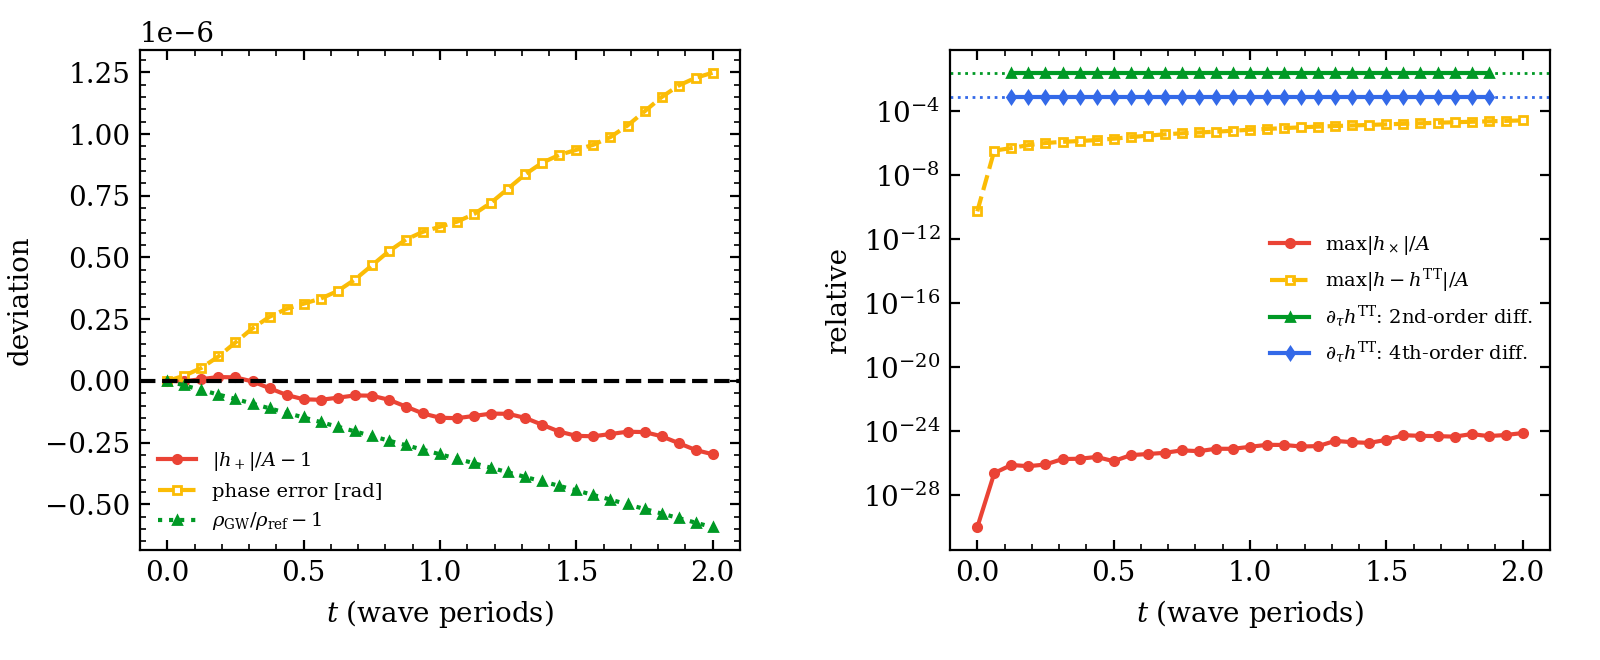 1e−6
1.25
1.00
0.75
0.50
0.25
0.00
−0.25
−0.50
deviation
|h₊|/A − 1
phase error [rad]
ρGW/ρref − 1
0.0 0.5 1.0 1.5 2.0
t (wave periods)
10⁻⁴
10⁻⁸
10⁻¹²
10⁻¹⁶
10⁻²⁰
10⁻²⁴
10⁻²⁸
relative
max|h×|/A
max|h − hᵀᵀ|/A
∂τhᵀᵀ: 2nd-order diff.
∂τhᵀᵀ: 4th-order diff.
0.0 0.5 1.0 1.5 2.0
t (wave periods)